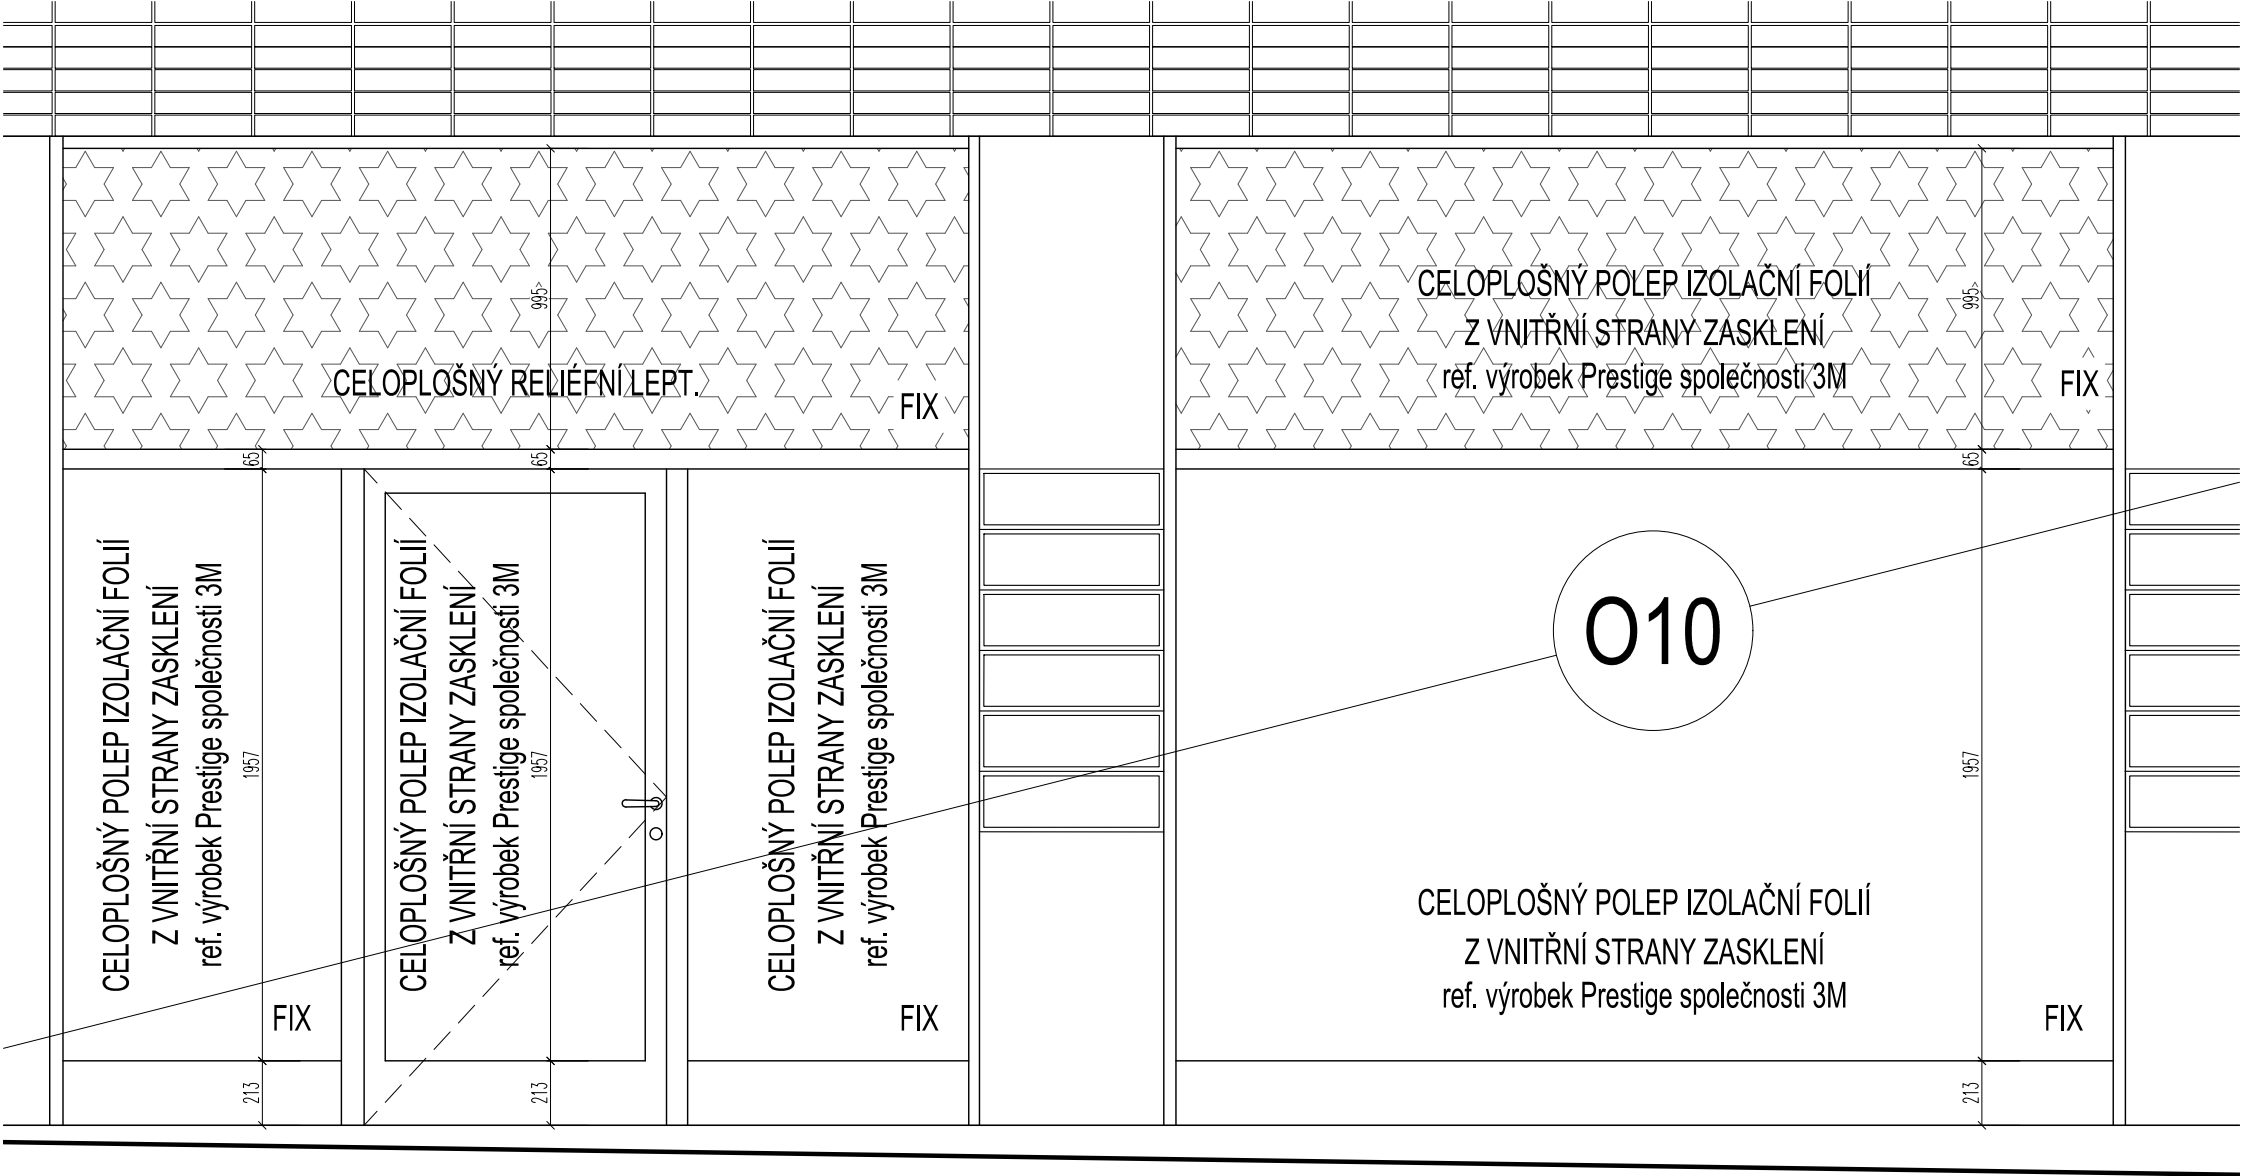 995>
CELOPLOŠNÝ RELIÉFNÍ LEPT.
FIX
CELOPLOŠNÝ POLEP IZOLAČNÍ FOLIÍ
Z VNITŘNÍ STRANY ZASKLENÍ
ref. výrobek Prestige společnosti 3M
995>
FIX
65
65
65
CELOPLOŠNÝ POLEP IZOLAČNÍ FOLIÍ
Z VNITŘNÍ STRANY ZASKLENÍ
ref. výrobek Prestige společnosti 3M
1957
FIX
CELOPLOŠNÝ POLEP IZOLAČNÍ FOLIÍ
Z VNITŘNÍ STRANY ZASKLENÍ
ref. výrobek Prestige společnosti 3M
1957
CELOPLOŠNÝ POLEP IZOLAČNÍ FOLIÍ
Z VNITŘNÍ STRANY ZASKLENÍ
ref. výrobek Prestige společnosti 3M
FIX
O10
1957
CELOPLOŠNÝ POLEP IZOLAČNÍ FOLIÍ
Z VNITŘNÍ STRANY ZASKLENÍ
ref. výrobek Prestige společnosti 3M
FIX
213
213
213